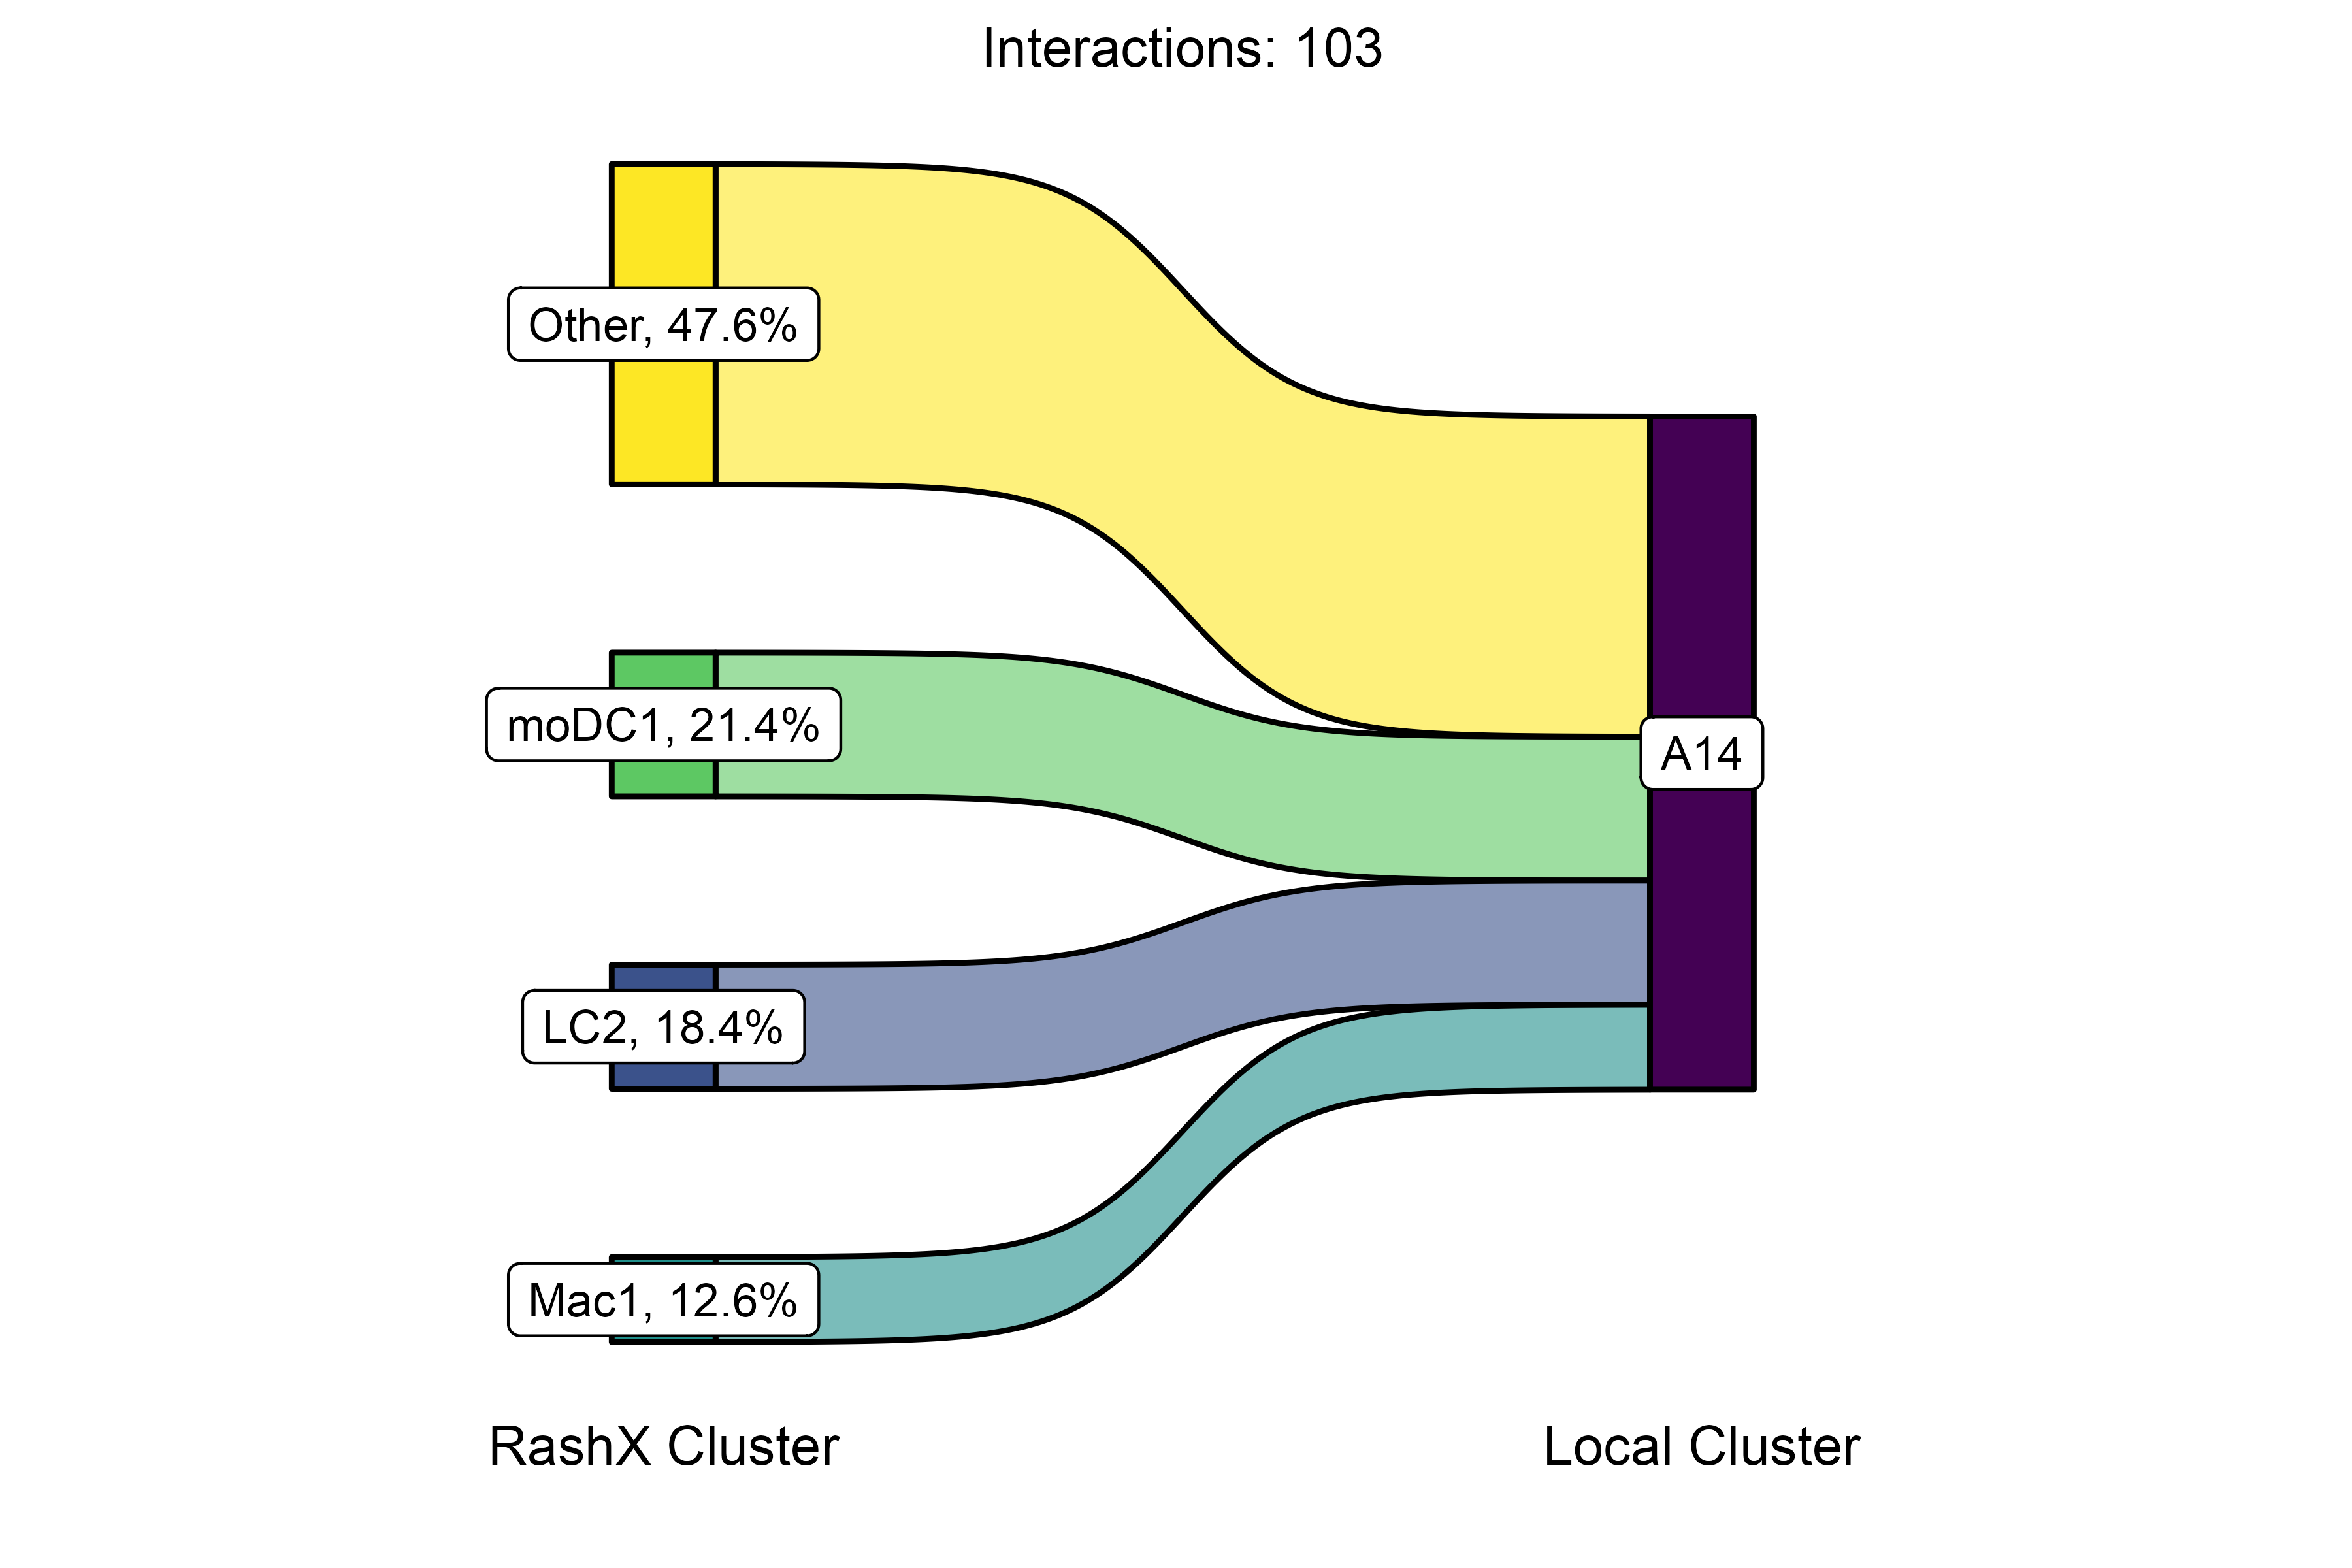 Interactions: 103
Other, 47.6%
moDC1, 21.4%
A14
LC2, 18.4%
Mac1, 12.6%
RashX Cluster
Local Cluster